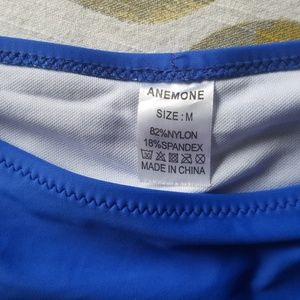 ANEMONE
SIZE : M
82%NYLON
18%SPANDEX
MADE IN CHINA